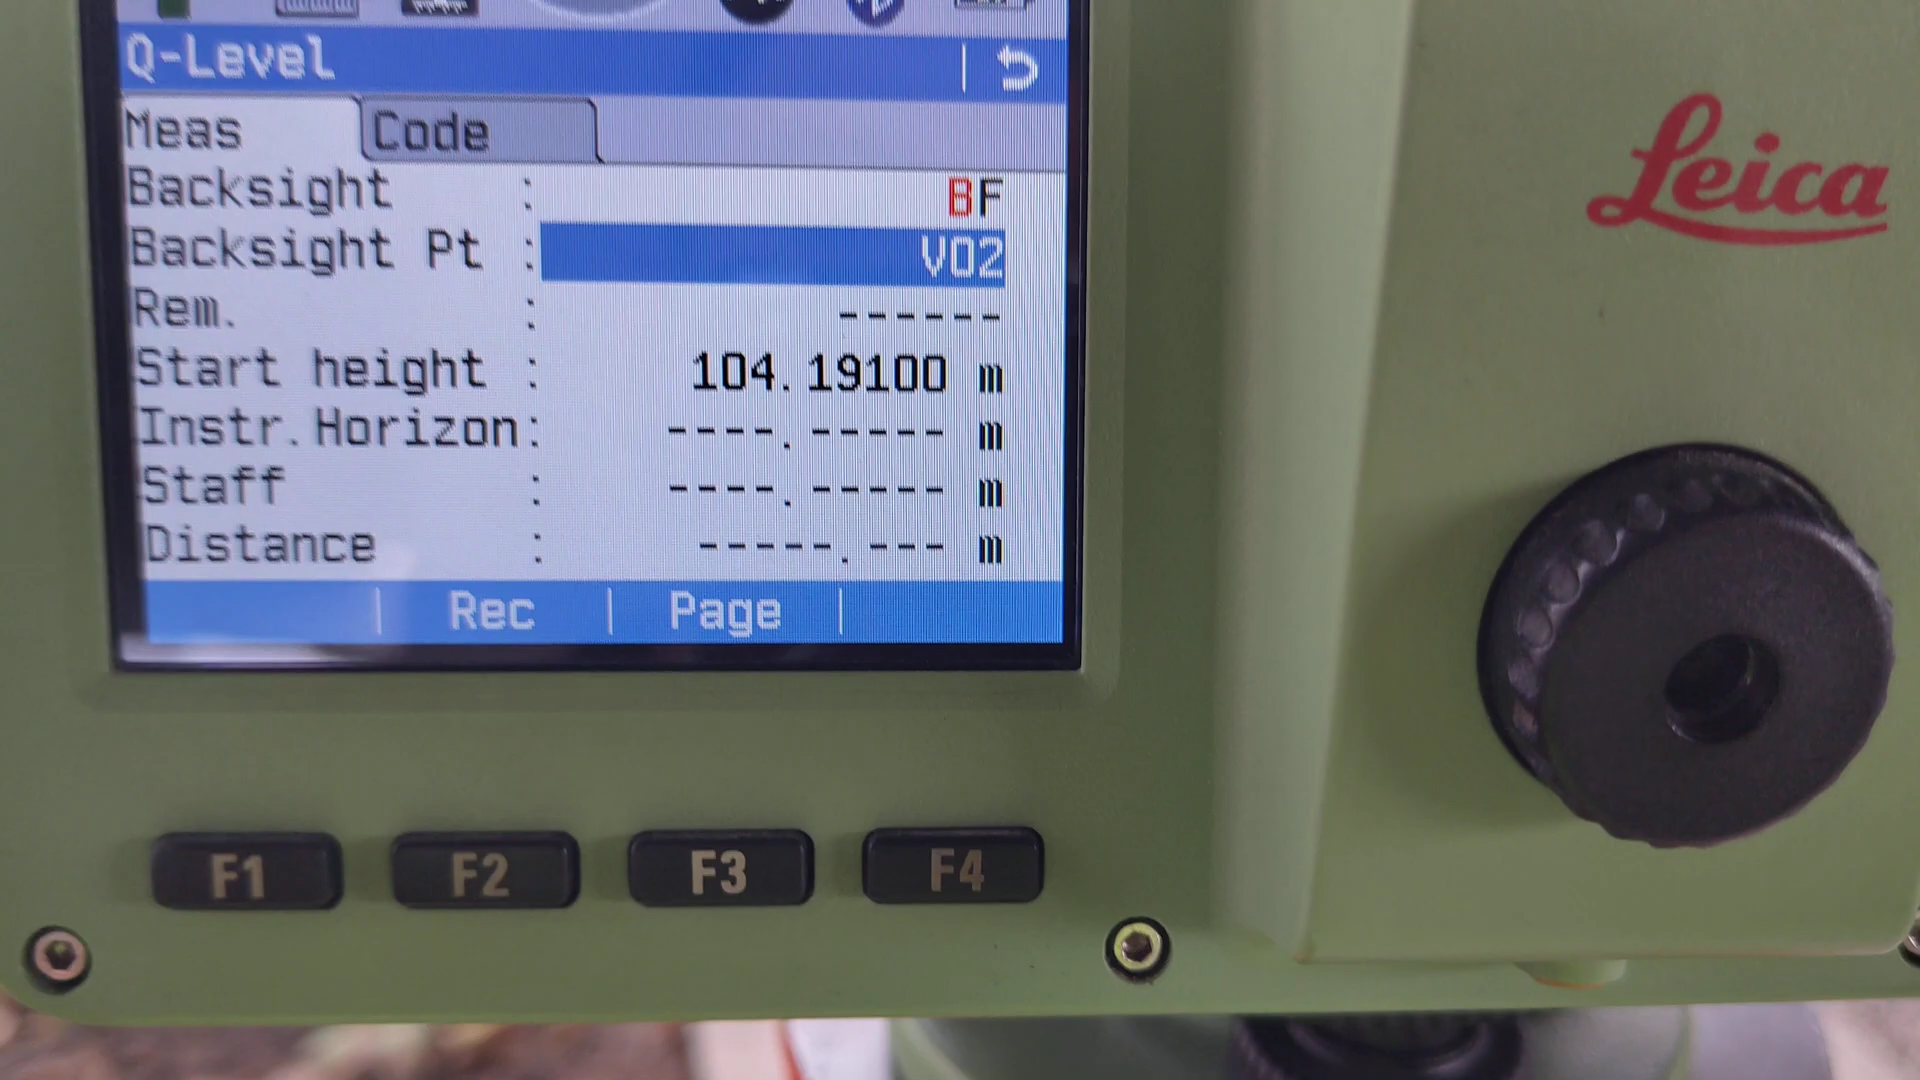 Q-Level
Meas Code
Backsight : BF
Backsight Pt : V02
Rem. : ------
Start height : 104.19100 m
Instr.Horizon: ----.----- m
Staff : ----.----- m
Distance : -----.--- m
Rec | Page
Leica
F1 F2 F3 F4